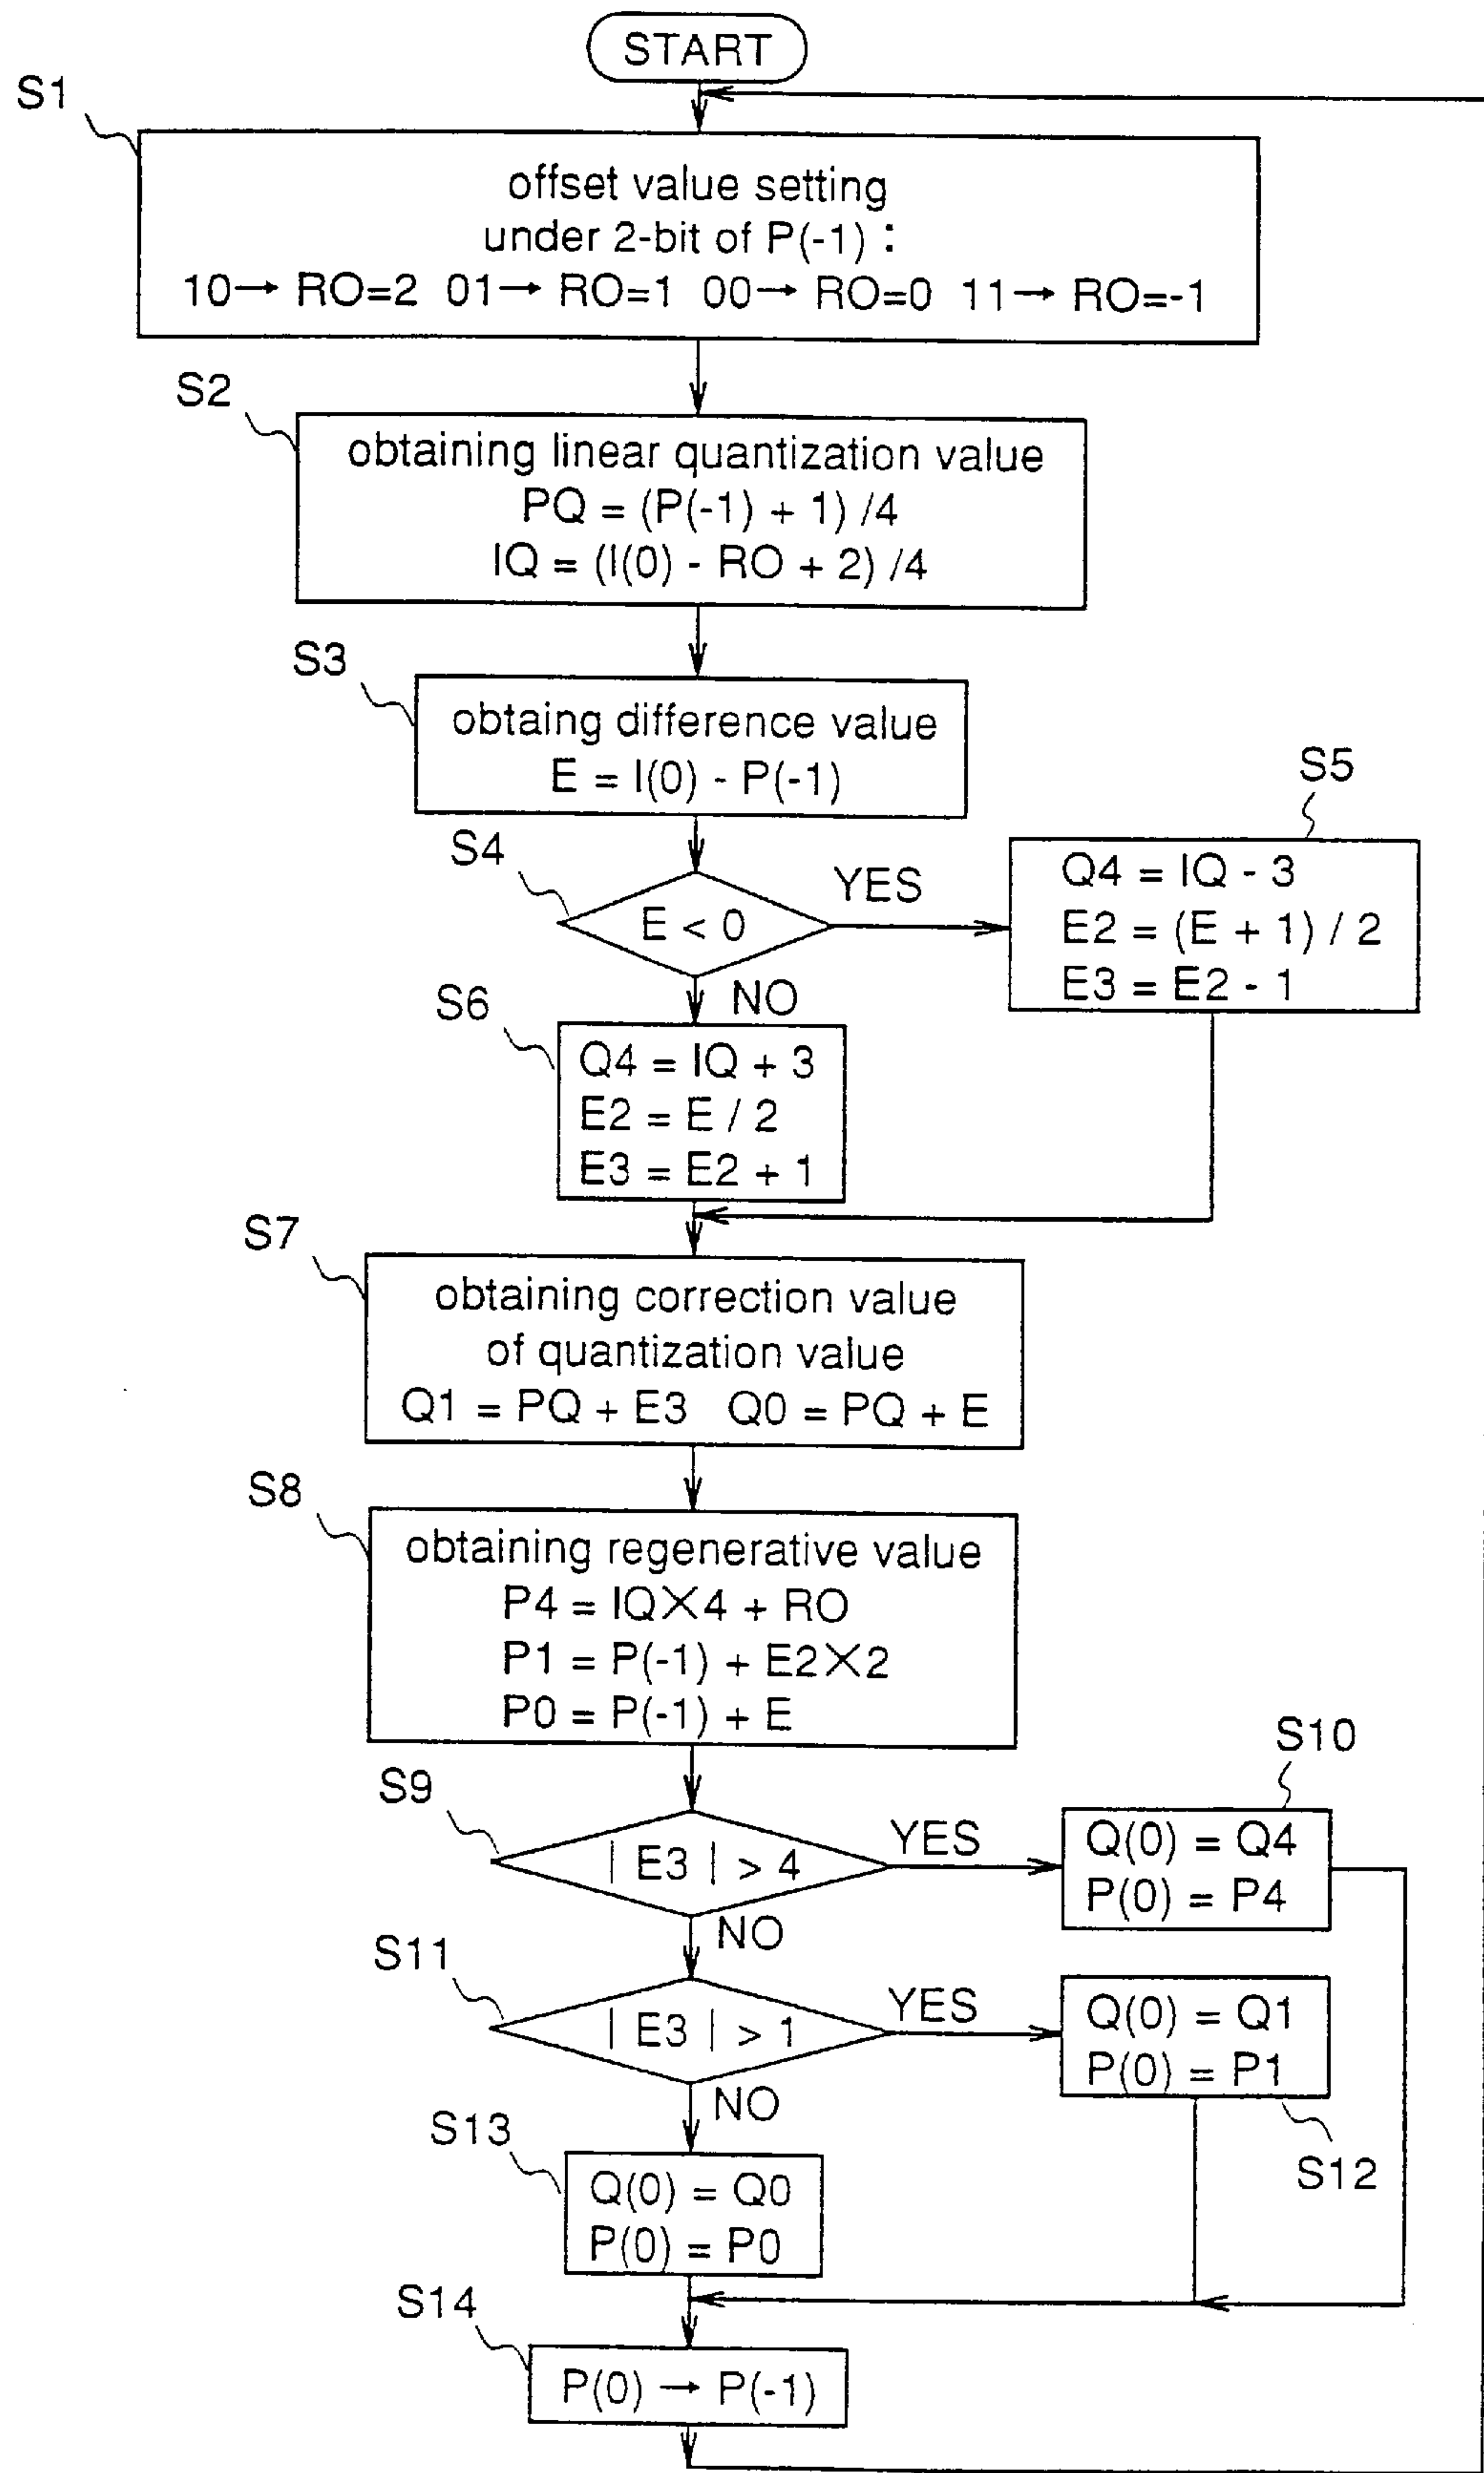 START
S1
offset value setting
under 2-bit of P(-1) :
10→ RO=2 01→ RO=1 00→ RO=0 11→ RO=-1
S2
obtaining linear quantization value
PQ = (P(-1) + 1) /4
IQ = (I(0) - RO + 2) /4
S3
obtaing difference value
E = I(0) - P(-1)
S4
E < 0
YES
NO
S5
Q4 = IQ - 3
E2 = (E + 1) / 2
E3 = E2 - 1
S6
Q4 = IQ + 3
E2 = E / 2
E3 = E2 + 1
S7
obtaining correction value
of quantization value
Q1 = PQ + E3 Q0 = PQ + E
S8
obtaining regenerative value
P4 = IQ×4 + RO
P1 = P(-1) + E2×2
P0 = P(-1) + E
S9
| E3 | > 4
YES
NO
S10
Q(0) = Q4
P(0) = P4
S11
| E3 | > 1
YES
NO
Q(0) = Q1
P(0) = P1
S12
S13
Q(0) = Q0
P(0) = P0
S14
P(0) → P(-1)